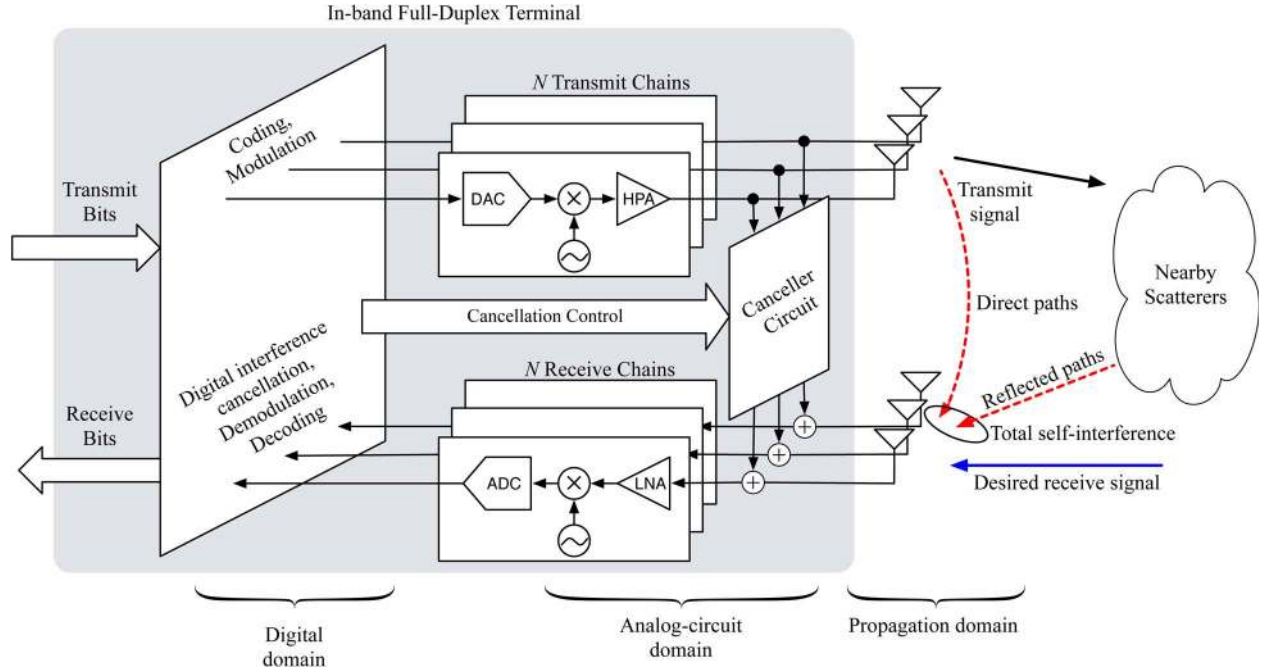 In-band Full-Duplex Terminal
N Transmit Chains
Coding,
Modulation
Transmit
Bits
DAC
HPA
Transmit
signal
Nearby
Scatterers
Canceller
Circuit
Direct paths
Cancellation Control
Digital interference
cancellation,
Demodulation,
Decoding
N Receive Chains
Reflected paths
Receive
Bits
Total self-interference
ADC
LNA
Desired receive signal
Digital
domain
Analog-circuit
domain
Propagation domain